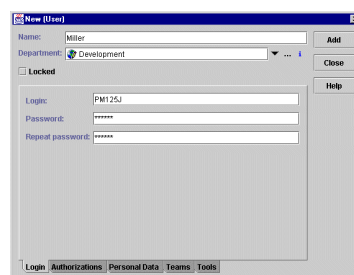 New (User)
Name: Miller Add
Department: Development ... i
Close
Locked
Help
Login: PM125J
Password: ******
Repeat password: ******
Login Authorizations Personal Data Teams Tools